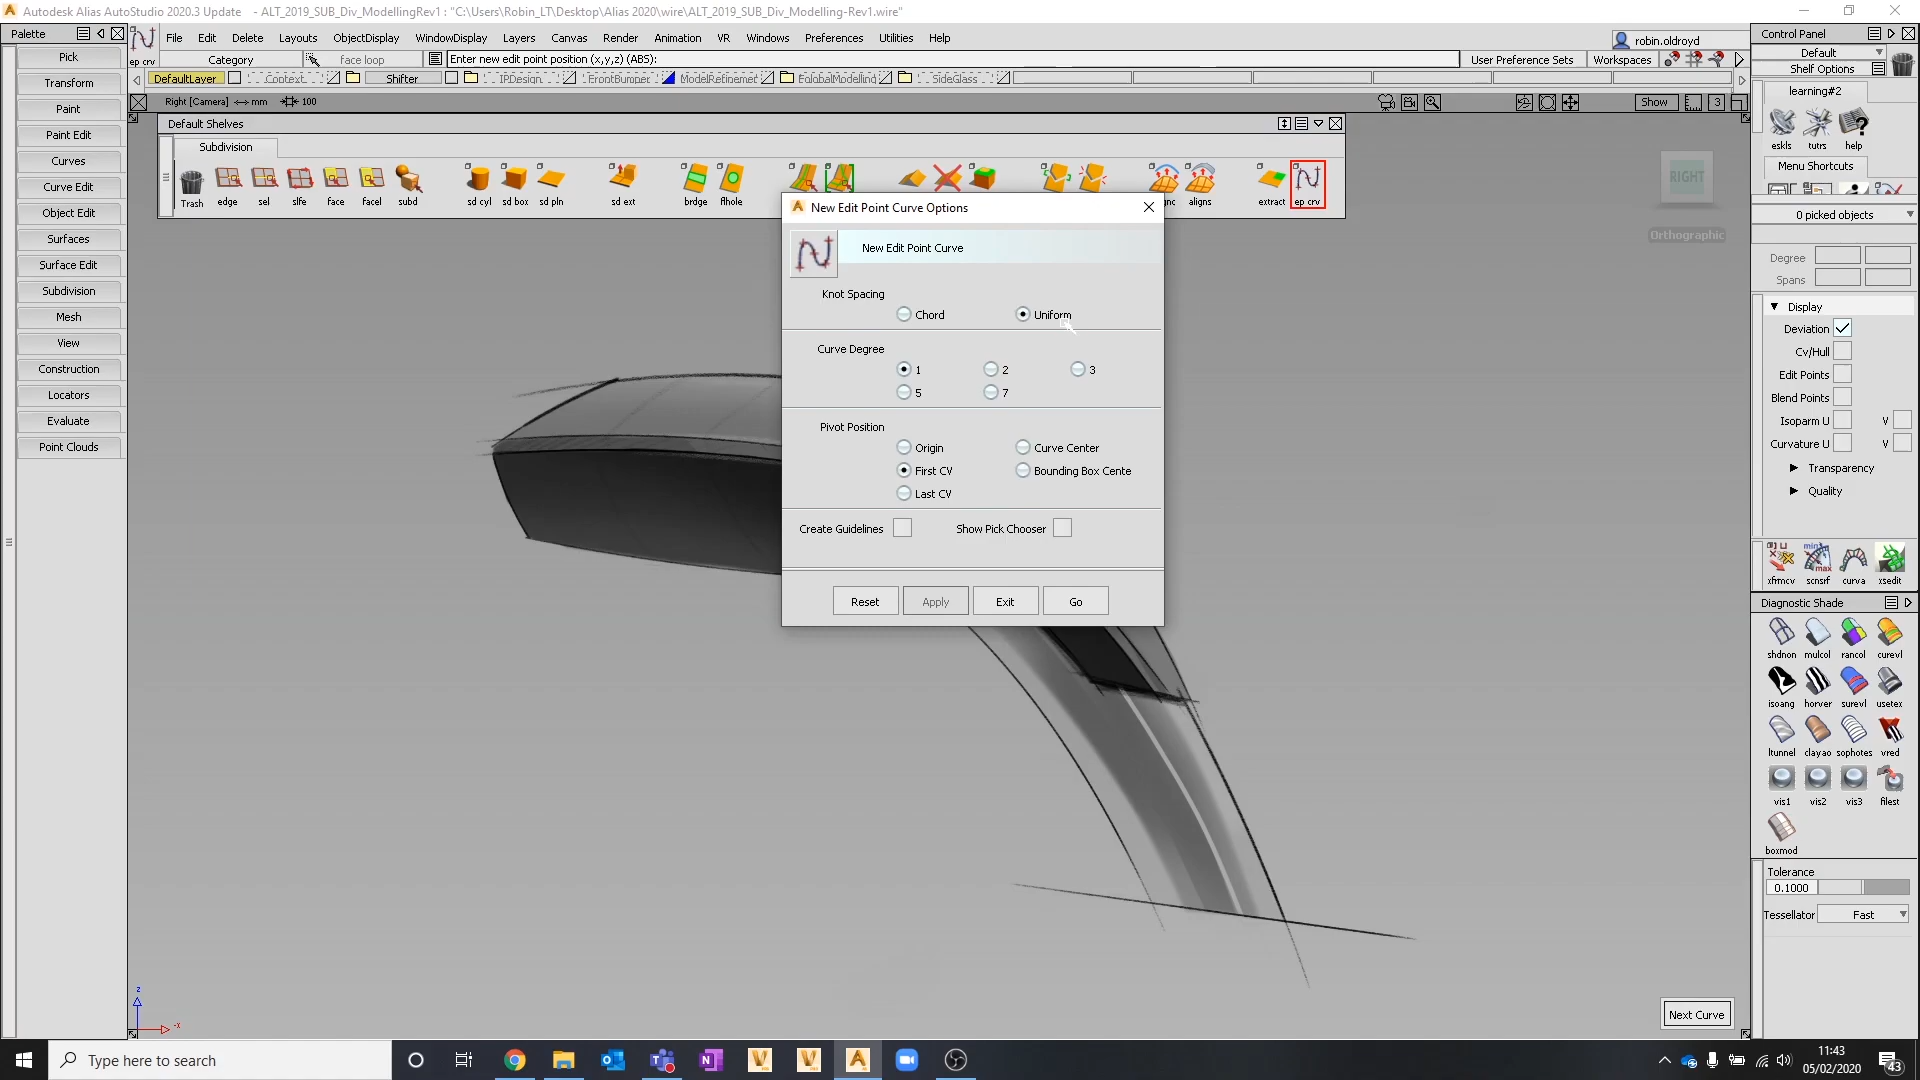 Autodesk Alias AutoStudio 2020.3 Update - ALT_2019_SUB_Div_ModellingRev1 : "C:\Users\Robin_LT\Desktop\Alias 2020\wire\ALT_2019_SUB_Div_Modelling-Rev1.wire"
Palette
File Edit Delete Layouts ObjectDisplay WindowDisplay Layers Canvas Render Animation VR Windows Preferences Utilities Help
robin.oldroyd
ep crv
Category
face loop
Enter new edit point position (x,y,z) (ABS):
User Preference Sets
Workspaces
DefaultLayer
Context
Shifter
IPDesign
FrontBumper
ModelRefinement
SideGlass
Right [Camera] <-> mm
100
Show
3
Default Shelves
Subdivision
Trash edge sel slfe face facel subd sd cyl sd box sd pln sd ext brdge flhole aligns extract ep crv
Pick
Transform
Paint
Paint Edit
Curves
Curve Edit
Object Edit
Surfaces
Surface Edit
Subdivision
Mesh
View
Construction
Locators
Evaluate
Point Clouds
New Edit Point Curve Options
New Edit Point Curve
Knot Spacing
Chord Uniform
Curve Degree
1 2 3
5 7
Pivot Position
Origin Curve Center
First CV Bounding Box Cente
Last CV
Create Guidelines Show Pick Chooser
Reset Apply Exit Go
RIGHT
Orthographic
z
-x
Next Curve
Control Panel
Default
Shelf Options
learning#2
eskls tutrs help
Menu Shortcuts
0 picked objects
Degree
Spans
Display
Deviation
Cv/Hull
Edit Points
Blend Points
Isoparm U V
Curvature U V
Transparency
Quality
xfrmcv scnsrf curva xsedit
Diagnostic Shade
shdnon mulcol rancol curevl
isoang horver surevl usetex
ltunnel clayao sophotes vred
vis1 vis2 vis3 filest
boxmod
Tolerance
0.1000
Tessellator Fast
Type here to search
11:43
05/02/2020
43